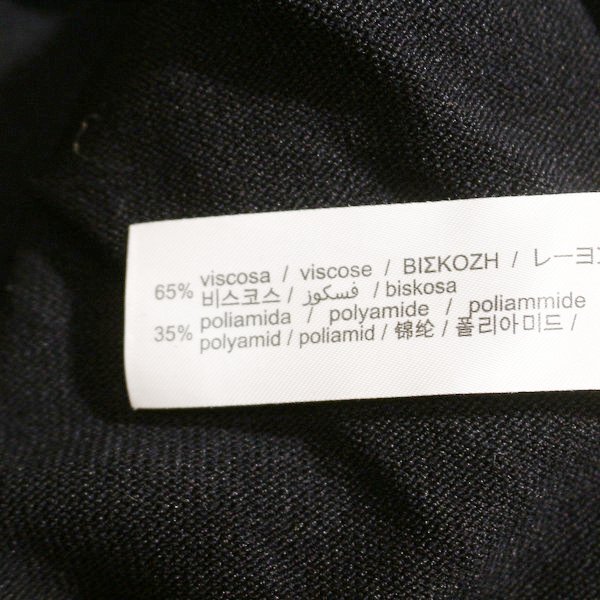 65% viscosa / viscose / ΒΙΣΚΟΖΗ / レーヨン
비스코스 / فسكوز / biskosa
35% poliamida / polyamide / poliammide
polyamid / poliamid / 锦纶 / 폴리아미드 /